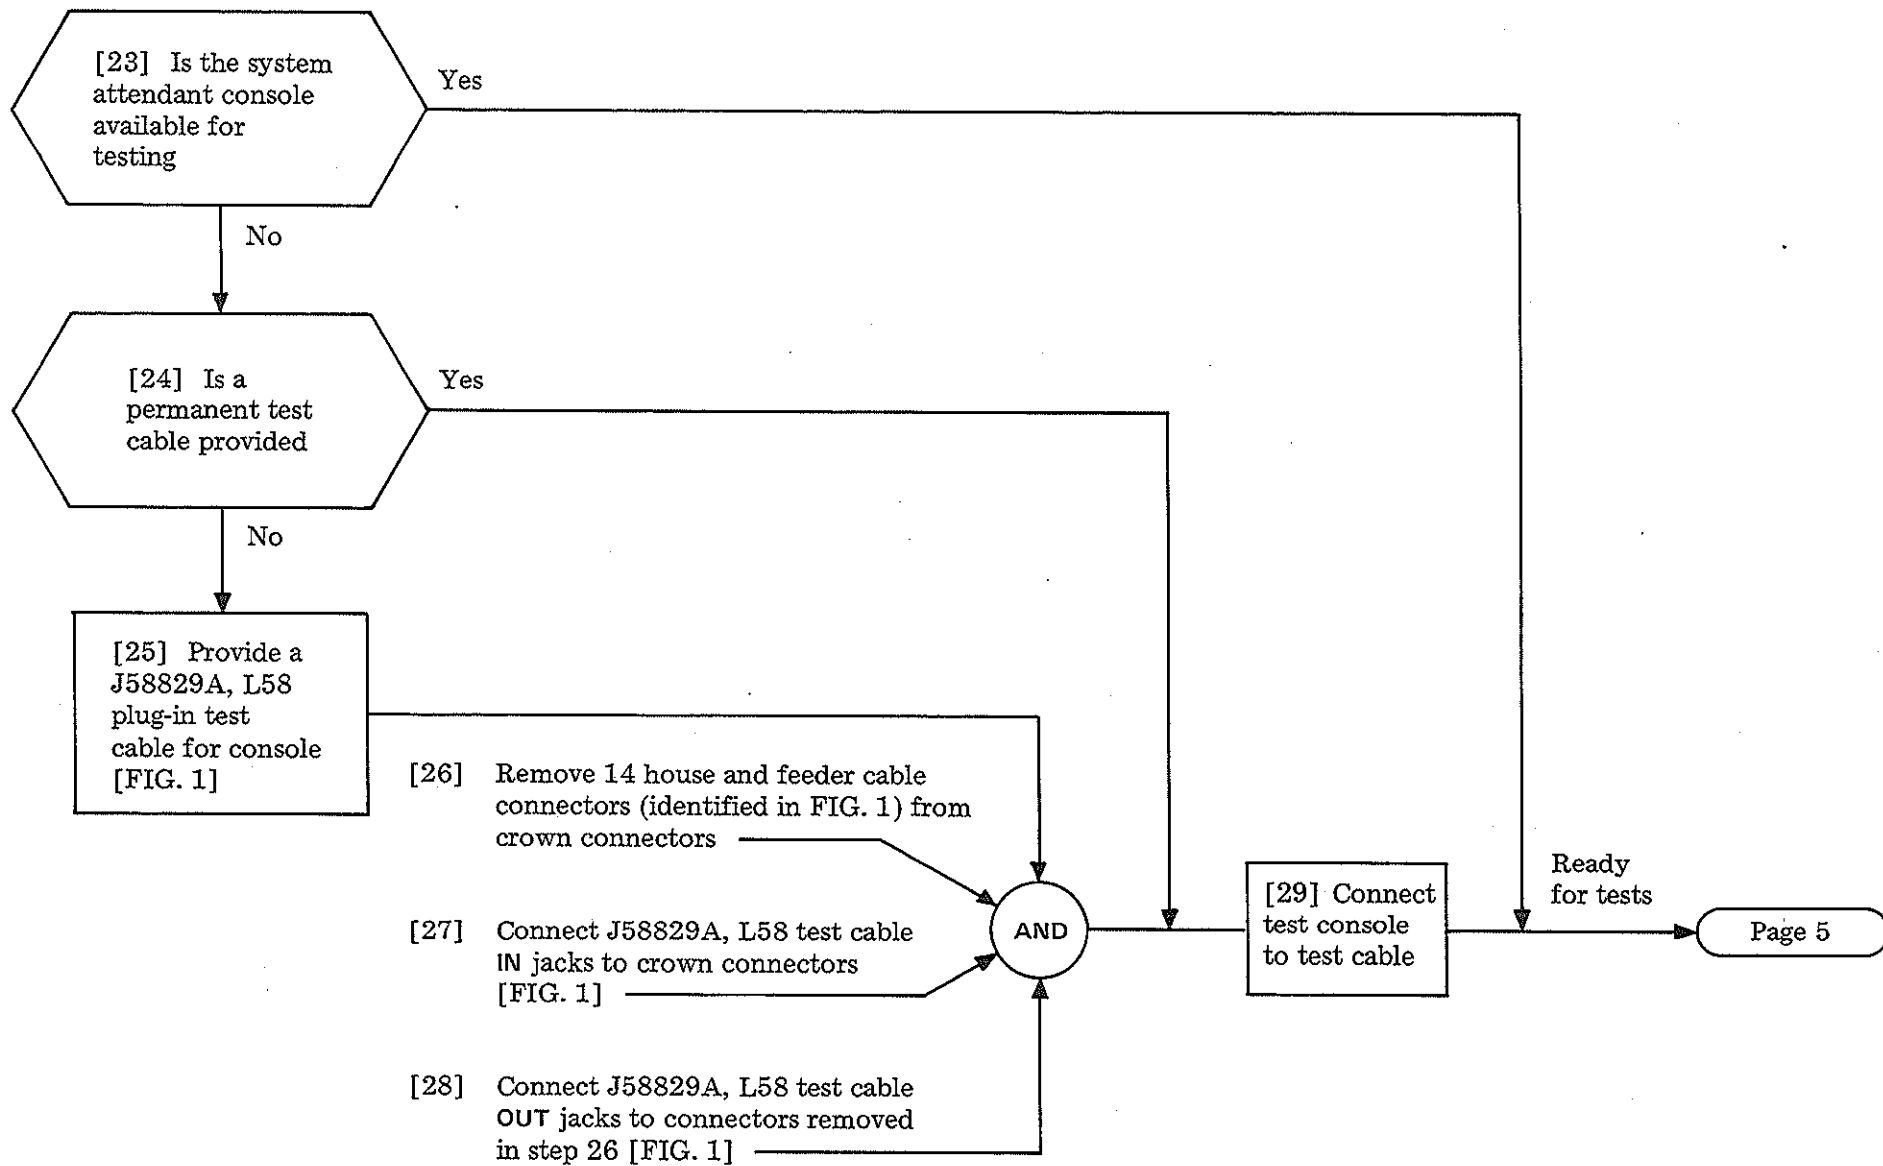 [23] Is the system
attendant console
available for
testing
Yes
No
[24] Is a
permanent test
cable provided
Yes
No
[25] Provide a
J58829A, L58
plug-in test
cable for console
[FIG. 1]
[26] Remove 14 house and feeder cable
connectors (identified in FIG. 1) from
crown connectors
[27] Connect J58829A, L58 test cable
IN jacks to crown connectors
[FIG. 1]
[28] Connect J58829A, L58 test cable
OUT jacks to connectors removed
in step 26 [FIG. 1]
AND
[29] Connect
test console
to test cable
Ready
for tests
Page 5